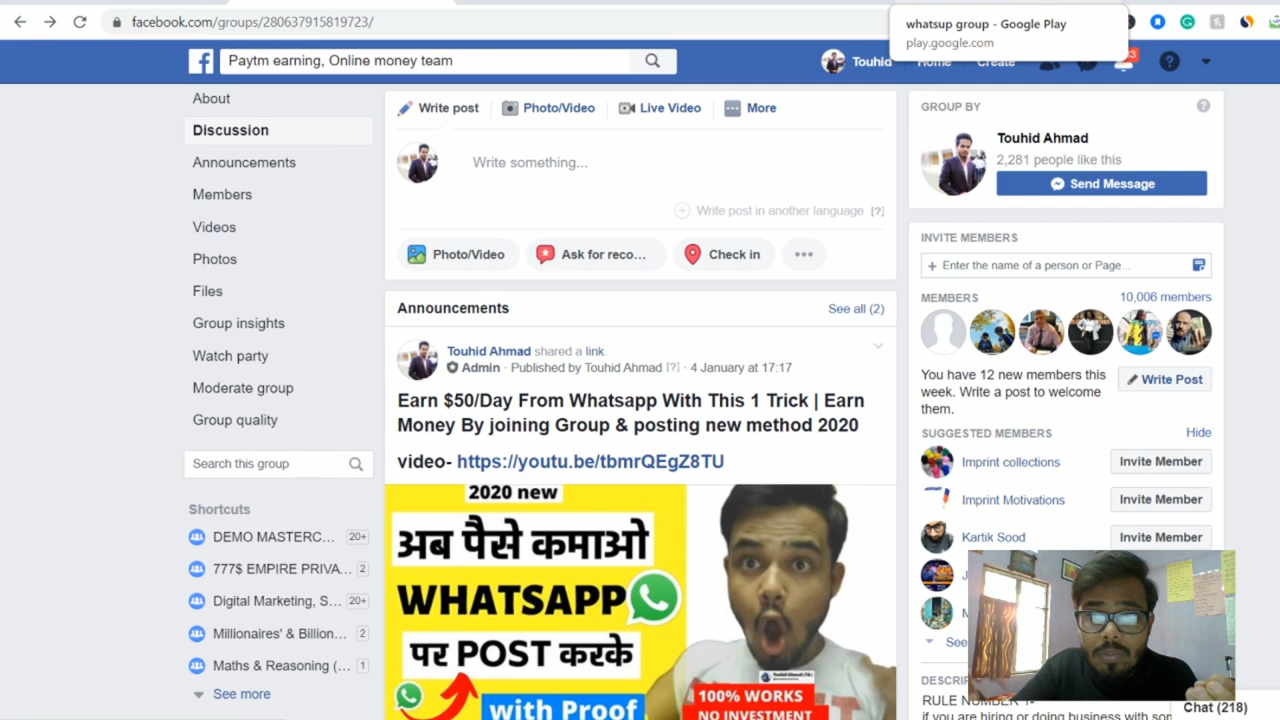 facebook.com/groups/280637915819723/
whatsup group - Google Play
play.google.com
Paytm earning, Online money team
Touhid
Home
Create
About
Discussion
Announcements
Members
Videos
Photos
Files
Group insights
Watch party
Moderate group
Group quality
Search this group
Shortcuts
DEMO MASTERC... 20+
777$ EMPIRE PRIVA... 2
Digital Marketing, S... 20+
Millionaires' & Billion... 2
Maths & Reasoning (... 1
See more
Write post
Photo/Video
Live Video
More
Write something...
Write post in another language [?]
Photo/Video
Ask for reco...
Check in
Announcements
See all (2)
Touhid Ahmad shared a link.
Admin · Published by Touhid Ahmad [?] · 4 January at 17:17
Earn $50/Day From Whatsapp With This 1 Trick | Earn
Money By joining Group & posting new method 2020
video- https://youtu.be/tbmrQEgZ8TU
2020 new
अब पैसे कमाओ
WHATSAPP
पर POST करके
with Proof
Touhid Ahmad
100% WORKS
NO INVESTMENT
GROUP BY
Touhid Ahmad
2,281 people like this
Send Message
INVITE MEMBERS
+ Enter the name of a person or Page...
MEMBERS
10,006 members
You have 12 new members this
week. Write a post to welcome
them.
Write Post
SUGGESTED MEMBERS
Hide
Imprint collections
Invite Member
Imprint Motivations
Invite Member
Kartik Sood
Invite Member
See
DESCRIP
RULE NUMBER 1-
if you are hiring or doing business with som
Chat (218)